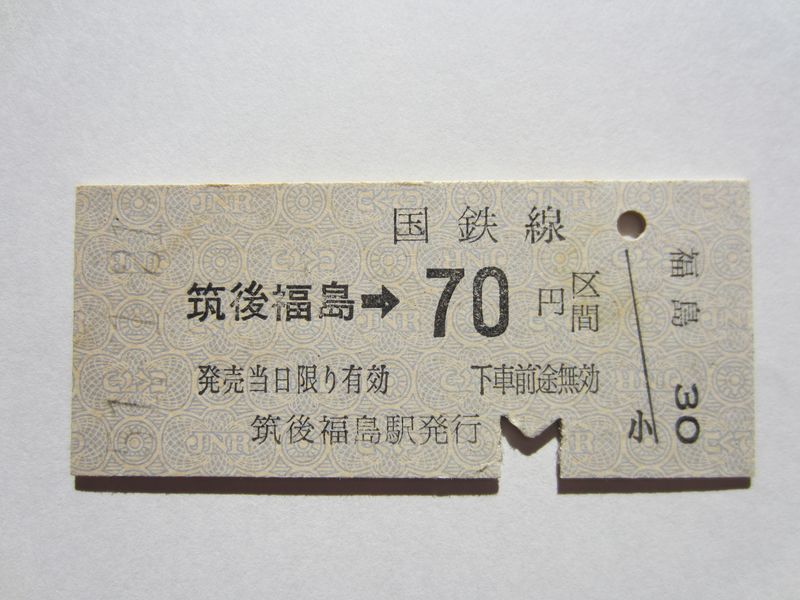 国鉄線
筑後福島➡70円区間
発売当日限り有効 下車前途無効
筑後福島駅発行
福島
小 30
JNR